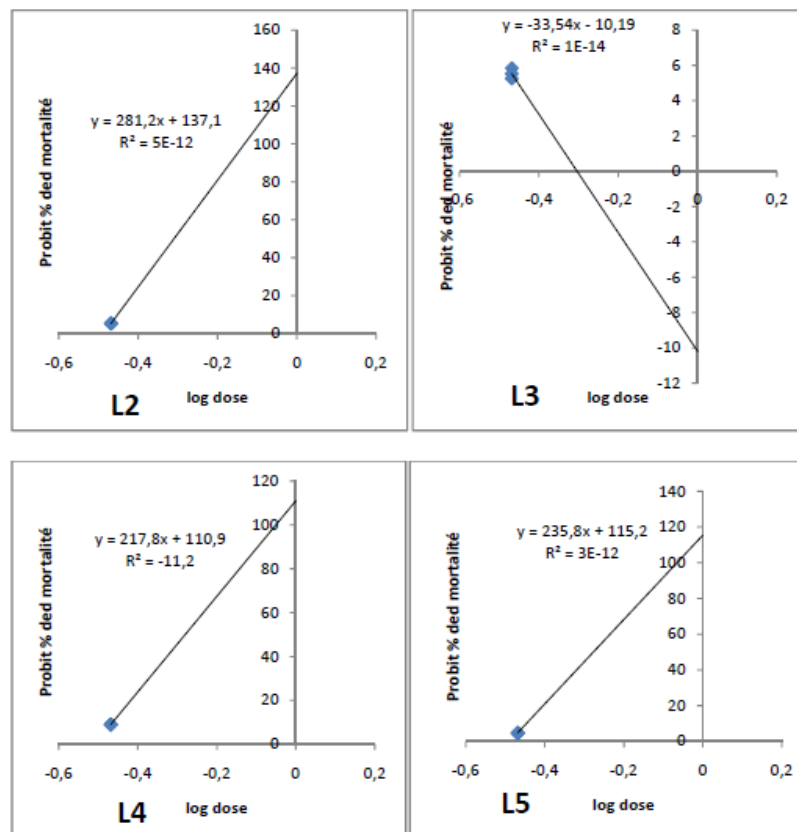 160
140
120
100
80
60
40
20
0
y = 281,2x + 137,1
R² = 5E-12
Probit % ded mortalité
-0,6 -0,4 -0,2 0 0,2
L2
log dose
y = -33,54x - 10,19
R² = 1E-14
8
6
4
2
0
-2
-4
-6
-8
-10
-12
Probit % ded mortalité
-0,6 -0,4 -0,2 0 0,2
L3
log dose
120
100
80
60
40
20
0
y = 217,8x + 110,9
R² = -11,2
Probit % ded mortalité
-0,6 -0,4 -0,2 0 0,2
L4
log dose
140
120
100
80
60
40
20
0
y = 235,8x + 115,2
R² = 3E-12
Probit % ded mortalité
-0,6 -0,4 -0,2 0 0,2
L5
log dose